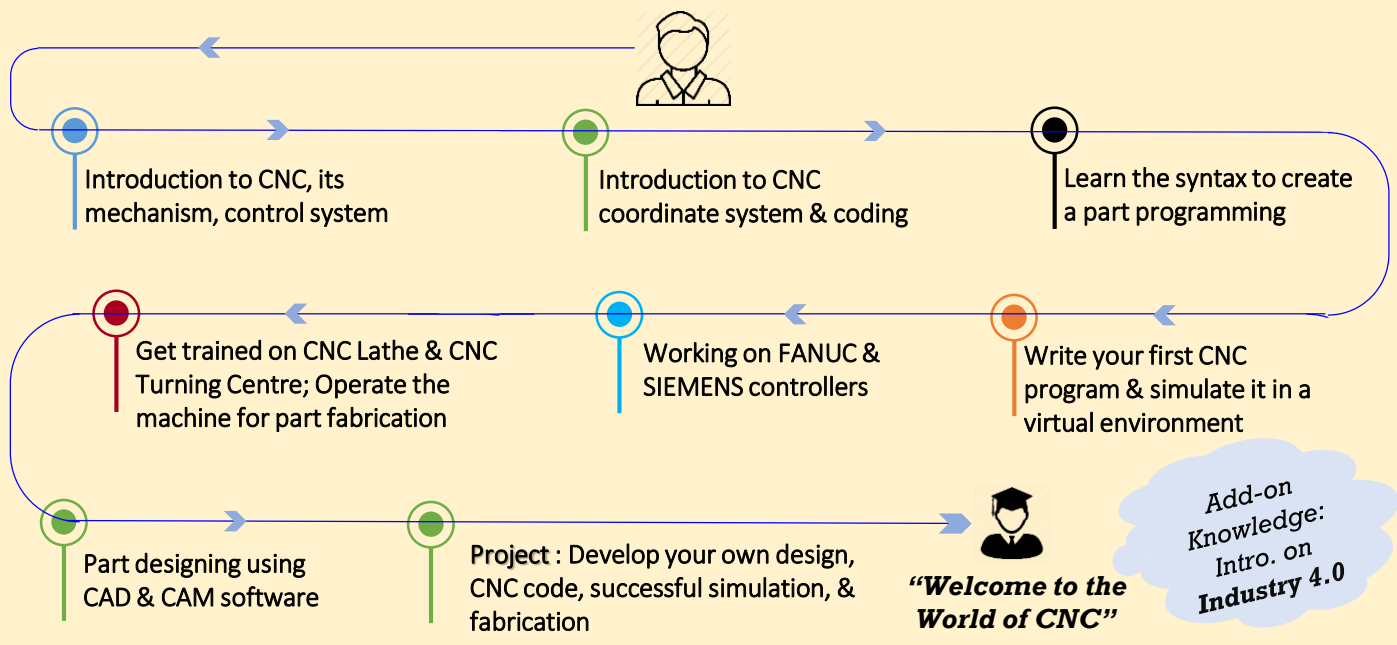 Introduction to CNC, its
mechanism, control system
Introduction to CNC
coordinate system & coding
Learn the syntax to create
a part programming
Write your first CNC
program & simulate it in a
virtual environment
Working on FANUC &
SIEMENS controllers
Get trained on CNC Lathe & CNC
Turning Centre; Operate the
machine for part fabrication
Part designing using
CAD & CAM software
Project : Develop your own design,
CNC code, successful simulation, &
fabrication
“Welcome to the
World of CNC”
Add-on
Knowledge:
Intro. on
Industry 4.0